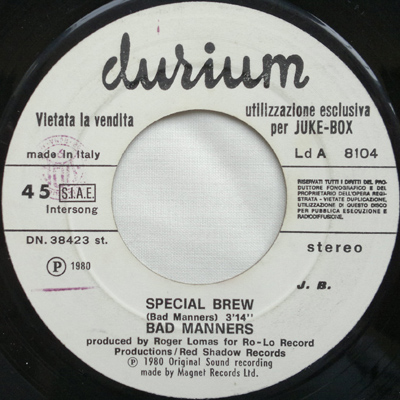 durium
Vietata la vendita
utilizzazione esclusiva
per JUKE-BOX
made in Italy
Ld A 8104
45 S.I.A.E.
Intersong
RISERVATI TUTTI I DIRITTI DEL PRO-
DUTTORE FONOGRAFICO E DEL
PROPRIETARIO DELL'OPERA REGI-
STRATA - VIETATE DUPLICAZIONE,
UTILIZZAZIONE DI QUESTO DISCO
PER PUBBLICA ESECUZIONE E
RADIODIFFUSIONE.
DN. 38423 st.
stereo
P 1980
J. B.
SPECIAL BREW
(Bad Manners) 3'14''
BAD MANNERS
produced by Roger Lomas for Ro-Lo Record
Productions/Red Shadow Records
℗ 1980 Original Sound recording
made by Magnet Records Ltd.